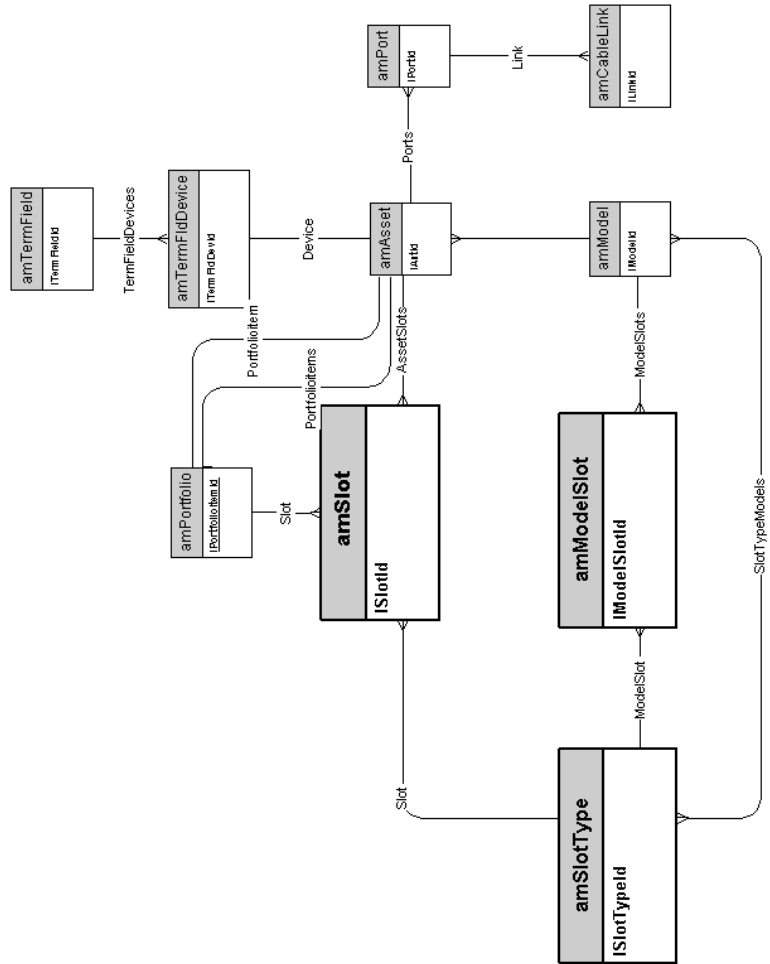 amTermField
lTermFieldId
TermFieldDevices
amPortfolio
lPortfolioItemId
amTermFldDevice
lTermFldDevId
Portfolioitem
Slot
Device
Portfolioitems
amSlot
lSlotId
amAsset
lAstId
amPort
lPortId
Slot
AssetSlots
Ports
Link
amSlotType
lSlotTypeId
amModelSlot
lModelSlotId
amModel
lModelId
amCableLink
lLinkId
ModelSlot
ModelSlots
SlotTypeModels